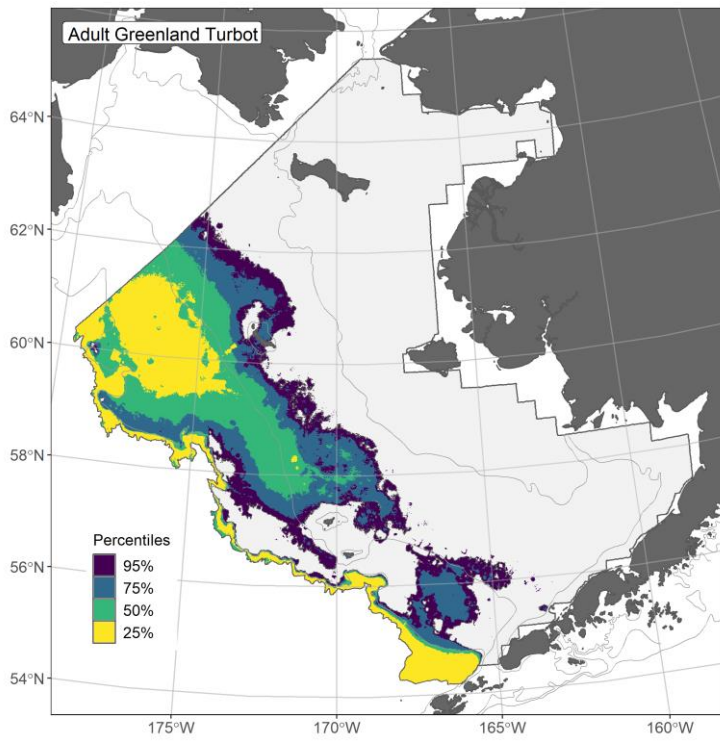 Adult Greenland Turbot
64°N
62°N
60°N
58°N
56°N
54°N
Percentiles
95%
75%
50%
25%
175°W
170°W
165°W
160°W